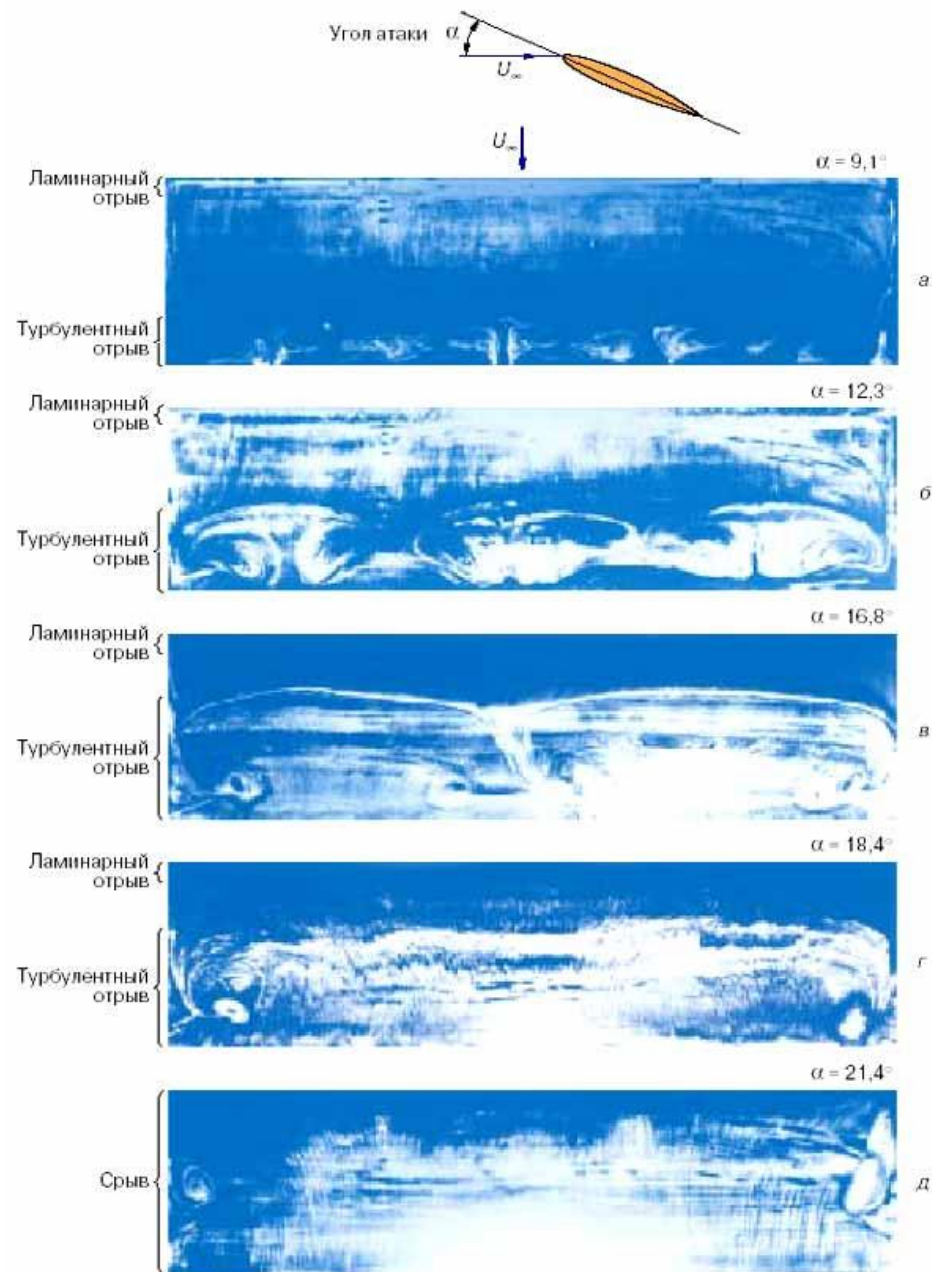 Угол атаки α
U∞
U∞
α = 9,1°
Ламинарный
отрыв
а
Турбулентный
отрыв
α = 12,3°
Ламинарный
отрыв
б
Турбулентный
отрыв
α = 16,8°
Ламинарный
отрыв
в
Турбулентный
отрыв
α = 18,4°
Ламинарный
отрыв
г
Турбулентный
отрыв
α = 21,4°
Срыв
д